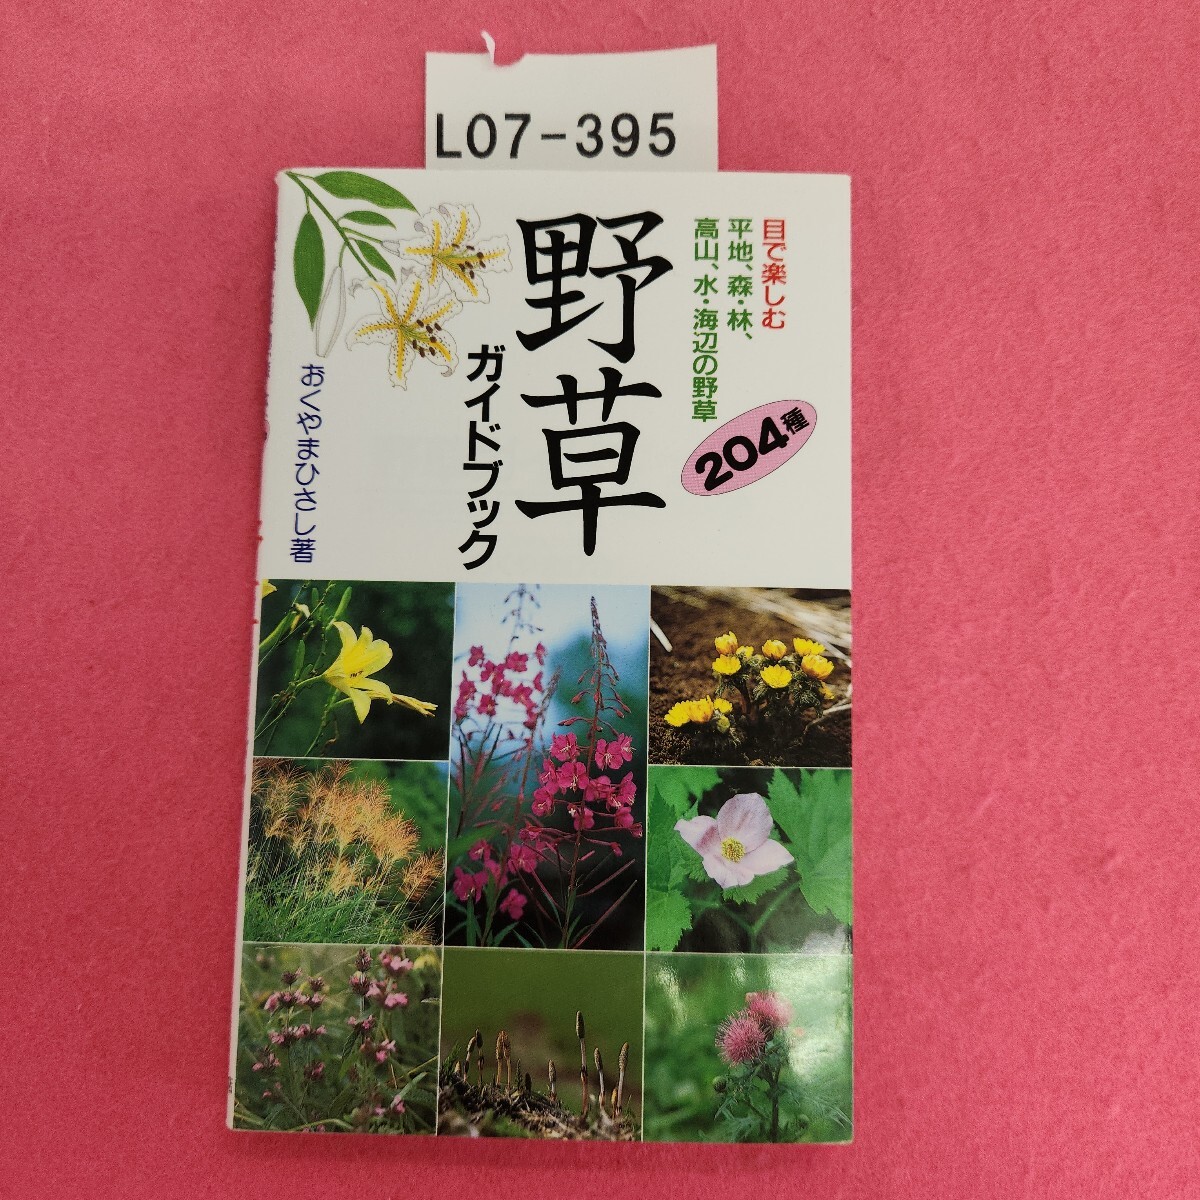 L07-395
目で楽しむ
平地、森・林、
高山、水・海辺の野草
204種
野草
ガイドブック
おくやまひさし著